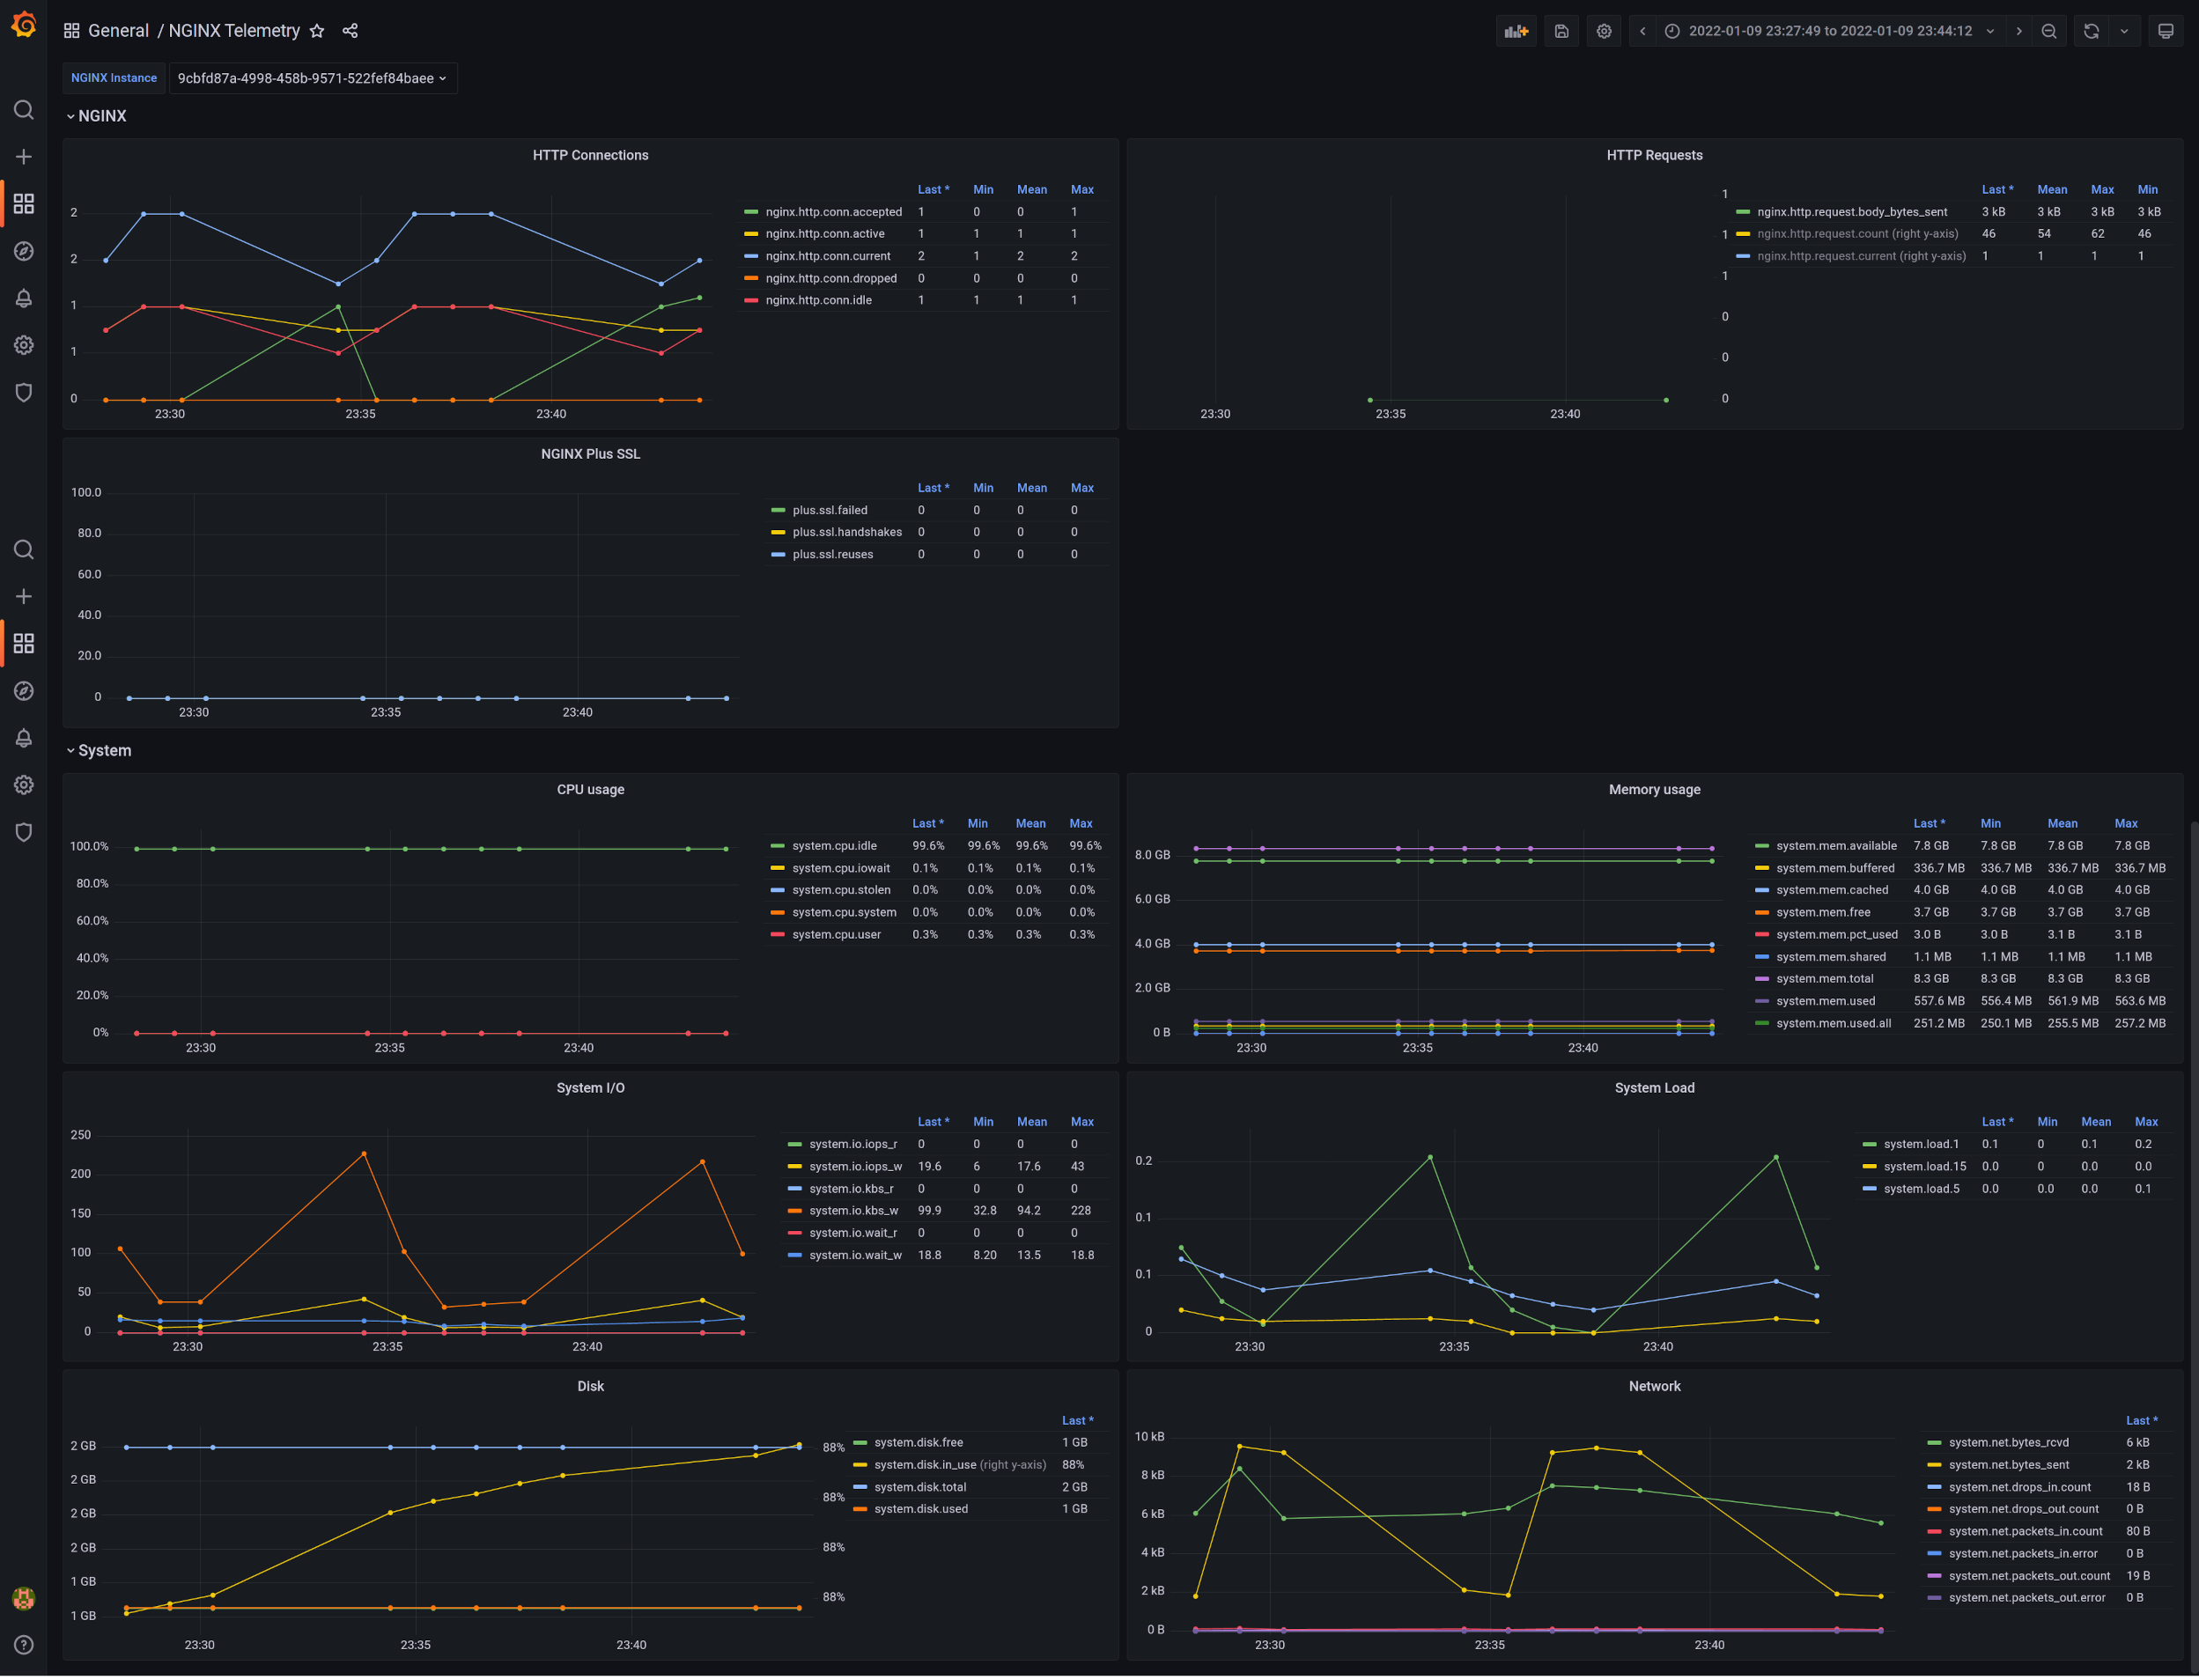 General / NGINX Telemetry
2022-01-09 23:27:49 to 2022-01-09 23:44:12
NGINX Instance 9cbfd87a-4998-458b-9571-522fef84baee
NGINX
HTTP Connections
2
2
1
1
0
23:30 23:35 23:40
Last * Min Mean Max
nginx.http.conn.accepted 1 0 0 1
nginx.http.conn.active 1 1 1 1
nginx.http.conn.current 2 1 2 2
nginx.http.conn.dropped 0 0 0 0
nginx.http.conn.idle 1 1 1 1
HTTP Requests
1
1
1
0
0
0
23:30 23:35 23:40
Last * Mean Max Min
nginx.http.request.body_bytes_sent 3 kB 3 kB 3 kB 3 kB
nginx.http.request.count (right y-axis) 46 54 62 46
nginx.http.request.current (right y-axis) 1 1 1 1
NGINX Plus SSL
100.0
80.0
60.0
40.0
20.0
0
23:30 23:35 23:40
Last * Min Mean Max
plus.ssl.failed 0 0 0 0
plus.ssl.handshakes 0 0 0 0
plus.ssl.reuses 0 0 0 0
System
CPU usage
100.0%
80.0%
60.0%
40.0%
20.0%
0%
23:30 23:35 23:40
Last * Min Mean Max
system.cpu.idle 99.6% 99.6% 99.6% 99.6%
system.cpu.iowait 0.1% 0.1% 0.1% 0.1%
system.cpu.stolen 0.0% 0.0% 0.0% 0.0%
system.cpu.system 0.0% 0.0% 0.0% 0.0%
system.cpu.user 0.3% 0.3% 0.3% 0.3%
Memory usage
8.0 GB
6.0 GB
4.0 GB
2.0 GB
0 B
23:30 23:35 23:40
Last * Min Mean Max
system.mem.available 7.8 GB 7.8 GB 7.8 GB 7.8 GB
system.mem.buffered 336.7 MB 336.7 MB 336.7 MB 336.7 MB
system.mem.cached 4.0 GB 4.0 GB 4.0 GB 4.0 GB
system.mem.free 3.7 GB 3.7 GB 3.7 GB 3.7 GB
system.mem.pct_used 3.0 B 3.0 B 3.1 B 3.1 B
system.mem.shared 1.1 MB 1.1 MB 1.1 MB 1.1 MB
system.mem.total 8.3 GB 8.3 GB 8.3 GB 8.3 GB
system.mem.used 557.6 MB 556.4 MB 561.9 MB 563.6 MB
system.mem.used.all 251.2 MB 250.1 MB 255.5 MB 257.2 MB
System I/O
250
200
150
100
50
0
23:30 23:35 23:40
Last * Min Mean Max
system.io.iops_r 0 0 0 0
system.io.iops_w 19.6 6 17.6 43
system.io.kbs_r 0 0 0 0
system.io.kbs_w 99.9 32.8 94.2 228
system.io.wait_r 0 0 0 0
system.io.wait_w 18.8 8.20 13.5 18.8
System Load
0.2
0.1
0.1
0
23:30 23:35 23:40
Last * Min Mean Max
system.load.1 0.1 0 0.1 0.2
system.load.15 0.0 0 0.0 0.0
system.load.5 0.0 0.0 0.0 0.1
Disk
2 GB
2 GB
2 GB
2 GB
1 GB
1 GB
23:30 23:35 23:40
88%
88%
88%
88%
Last *
system.disk.free 1 GB
system.disk.in_use (right y-axis) 88%
system.disk.total 2 GB
system.disk.used 1 GB
Network
10 kB
8 kB
6 kB
4 kB
2 kB
0 B
23:30 23:35 23:40
Last *
system.net.bytes_rcvd 6 kB
system.net.bytes_sent 2 kB
system.net.drops_in.count 18 B
system.net.drops_out.count 0 B
system.net.packets_in.count 80 B
system.net.packets_in.error 0 B
system.net.packets_out.count 19 B
system.net.packets_out.error 0 B